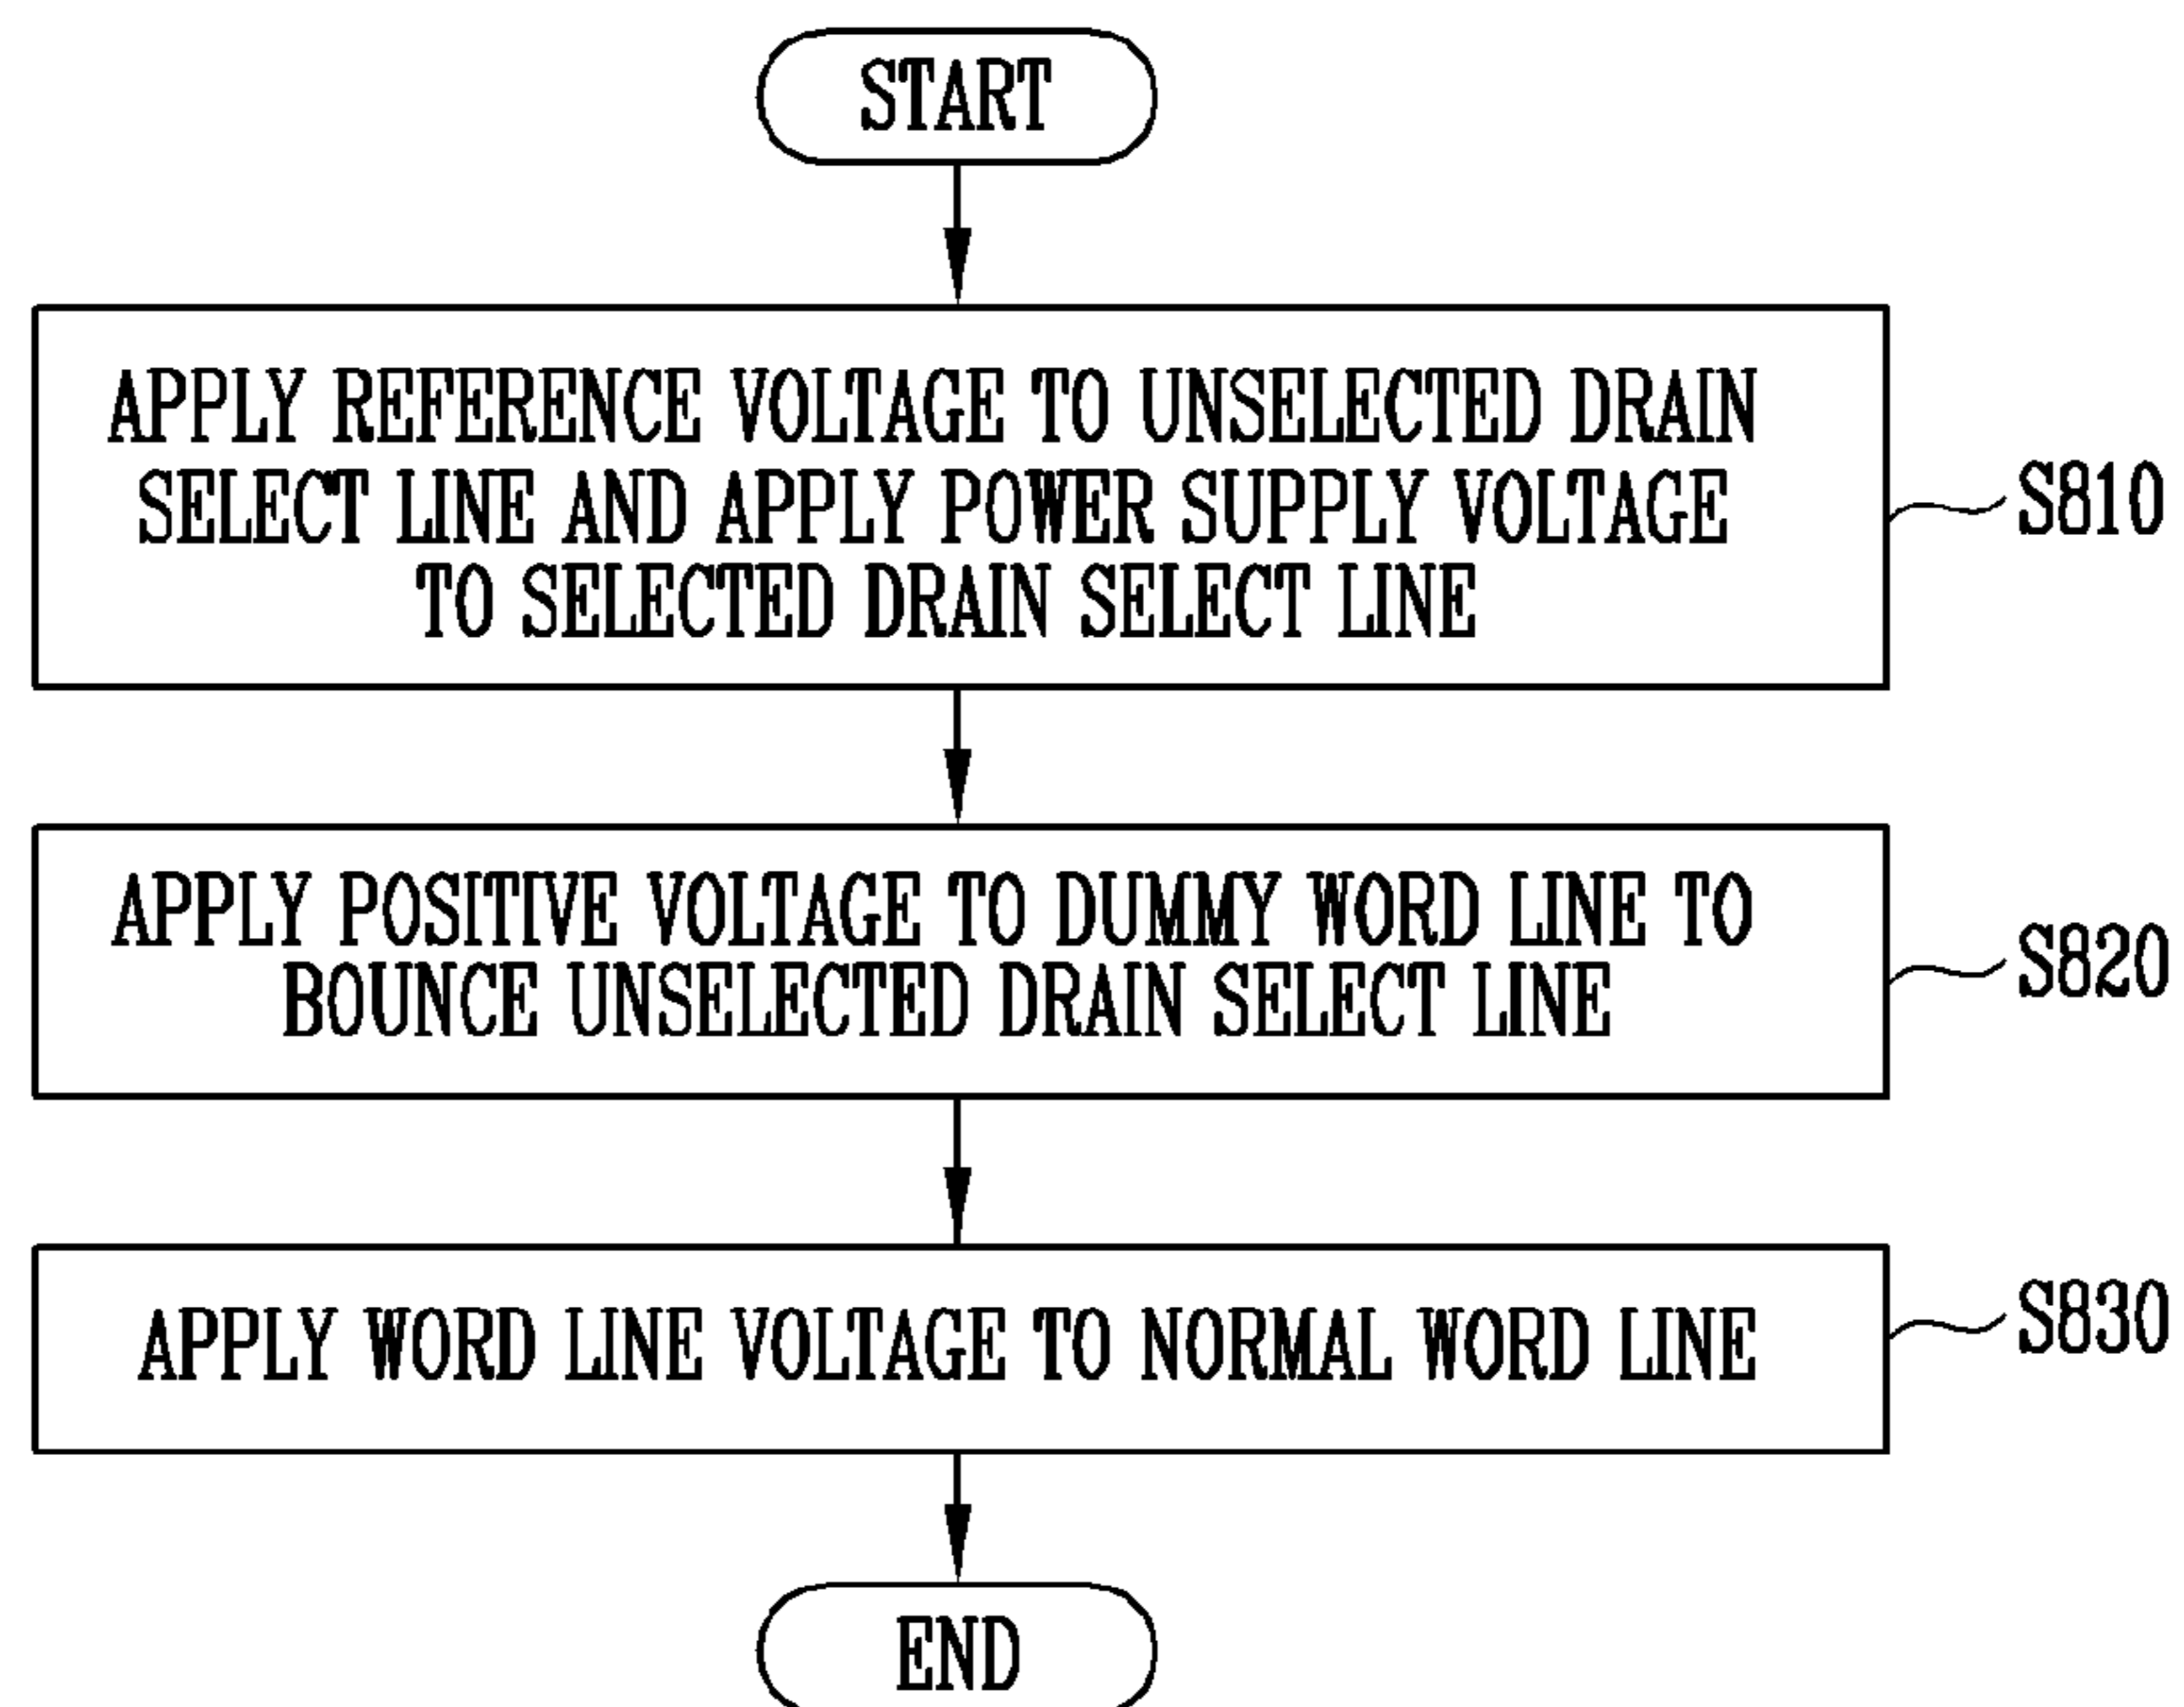 START
APPLY REFERENCE VOLTAGE TO UNSELECTED DRAIN
SELECT LINE AND APPLY POWER SUPPLY VOLTAGE
TO SELECTED DRAIN SELECT LINE
S810
APPLY POSITIVE VOLTAGE TO DUMMY WORD LINE TO
BOUNCE UNSELECTED DRAIN SELECT LINE
S820
APPLY WORD LINE VOLTAGE TO NORMAL WORD LINE
S830
END